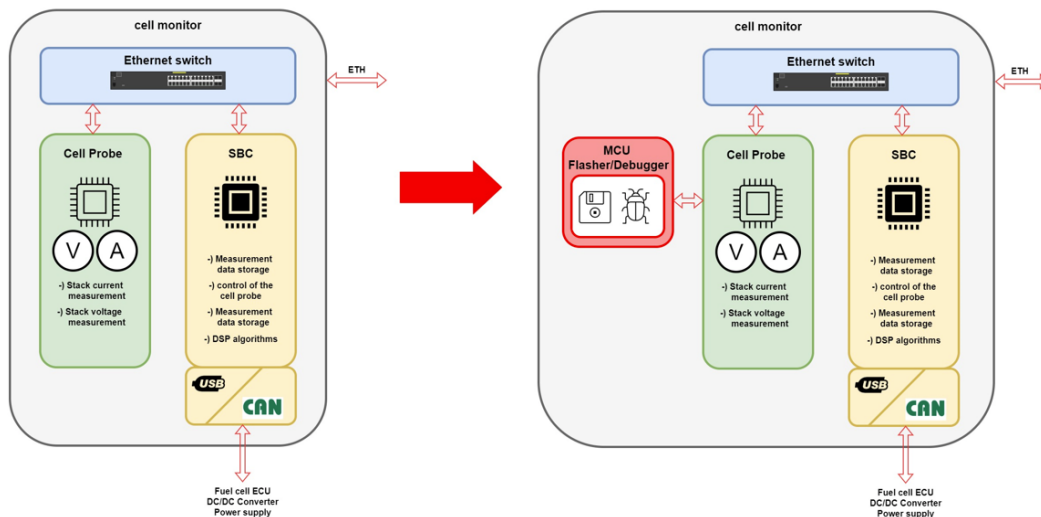 cell monitor
Ethernet switch
ETH
Cell Probe
V
A
-) Stack current
measurement
-) Stack voltage
measurement
SBC
-) Measurement
data storage
-) control of the
cell probe
-) Measurement
data storage
-) DSP algorithms
USB
CAN
Fuel cell ECU
DC/DC Converter
Power supply
cell monitor
Ethernet switch
ETH
MCU
Flasher/Debugger
Cell Probe
V
A
-) Stack current
measurement
-) Stack voltage
measurement
SBC
-) Measurement
data storage
-) control of the
cell probe
-) Measurement
data storage
-) DSP algorithms
USB
CAN
Fuel cell ECU
DC/DC Converter
Power supply